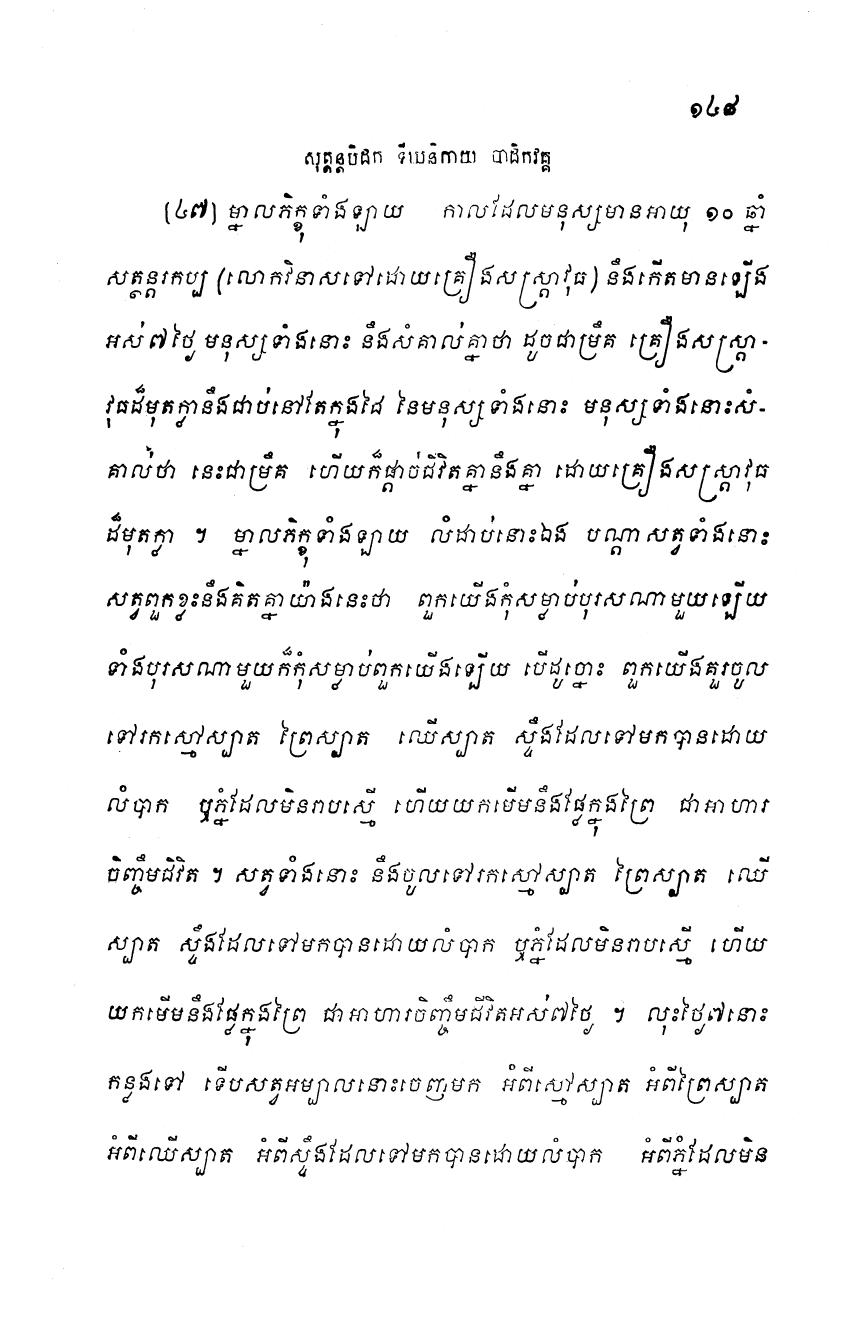 ១៤៩
សុត្តន្តបិដក ទីឃនិកាយ បាដិកវគ្គ
(៤៧) ម្នាលភិក្ខុទាំងឡាយ កាលដែលមនុស្សមានអាយុ ១០ ឆ្នាំ
សត្ថន្តរកប្ប (លោកវិនាសទៅដោយគ្រឿងសស្ត្រាវុធ) នឹងកើតមានឡើង
អស់៧ថ្ងៃ មនុស្សទាំងនោះ នឹងសំគាល់គ្នាថា ដូចជាម្រឹគ គ្រឿងសស្ត្រា-
វុធដ៏មុតក្លានឹងជាប់នៅតែក្នុងដៃ នៃមនុស្សទាំងនោះ មនុស្សទាំងនោះសំ-
គាល់ថា នេះជាម្រឹគ ហើយក៏ផ្តាច់ជីវិតគ្នានឹងគ្នា ដោយគ្រឿងសស្ត្រាវុធ
ដ៏មុតក្លា ។ ម្នាលភិក្ខុទាំងឡាយ លំដាប់នោះឯង បណ្តាសត្វទាំងនោះ
សត្វពួកខ្លះនឹងគិតគ្នាយ៉ាងនេះថា ពួកយើងកុំសម្លាប់បុរសណាមួយឡើយ
ទាំងបុរសណាមួយក៏កុំសម្លាប់ពួកយើងឡើយ បើដូច្នោះ ពួកយើងគួរចូល
ទៅរកស្មៅស្បាត ព្រៃស្បាត ឈើស្បាត ស្ទឹងដែលទៅមកបានដោយ
លំបាក ឬភ្នំដែលមិនរាបស្មើ ហើយយកមើមនឹងផ្លែក្នុងព្រៃ ជាអាហារ
ចិញ្ចឹមជីវិត ។ សត្វទាំងនោះ នឹងចូលទៅរកស្មៅស្បាត ព្រៃស្បាត ឈើ
ស្បាត ស្ទឹងដែលទៅមកបានដោយលំបាក ឬភ្នំដែលមិនរាបស្មើ ហើយ
យកមើមនឹងផ្លែក្នុងព្រៃ ជាអាហារចិញ្ចឹមជីវិតអស់៧ថ្ងៃ ។ លុះថ្ងៃ៧នោះ
កន្លងទៅ ទើបសត្វអម្បាលនោះចេញមក អំពីស្មៅស្បាត អំពីព្រៃស្បាត
អំពីឈើស្បាត អំពីស្ទឹងដែលទៅមកបានដោយលំបាក អំពីភ្នំដែលមិន